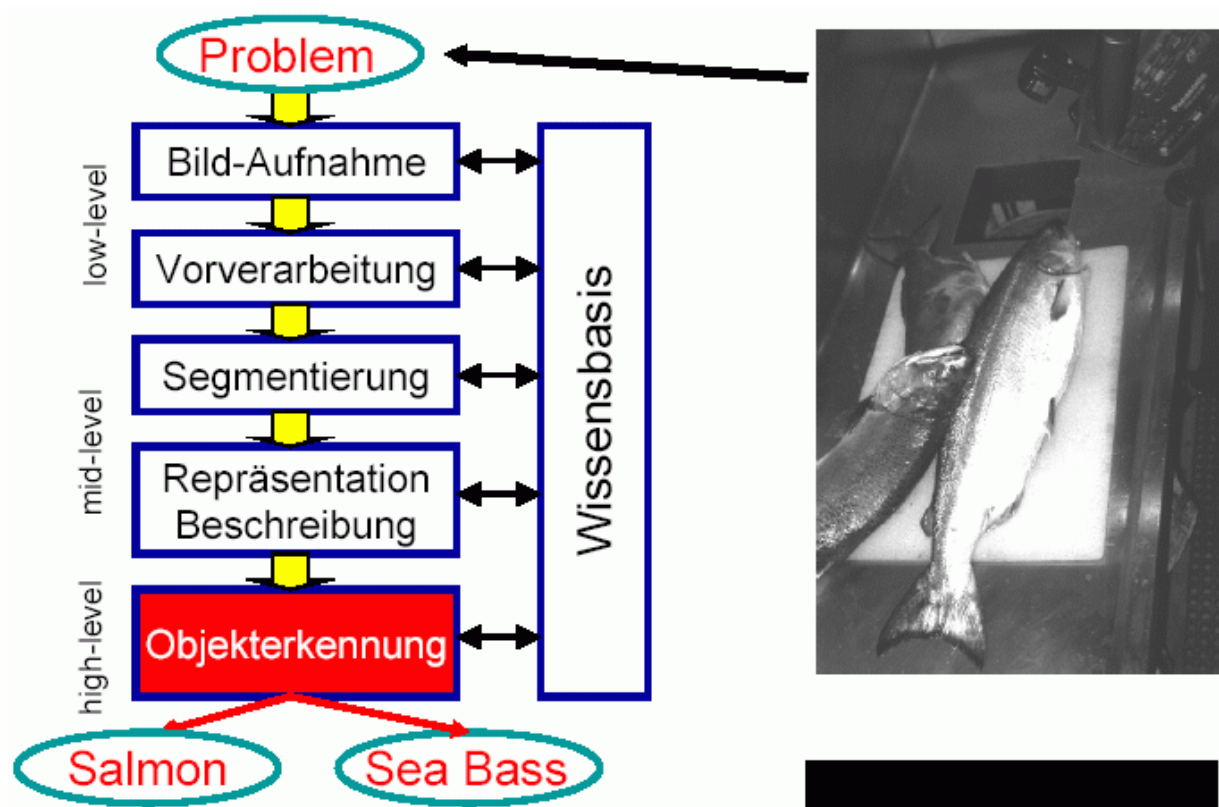 Problem
low-level
Bild-Aufnahme
Vorverarbeitung
mid-level
Segmentierung
Repräsentation
Beschreibung
high-level
Objekterkennung
Wissensbasis
Salmon
Sea Bass